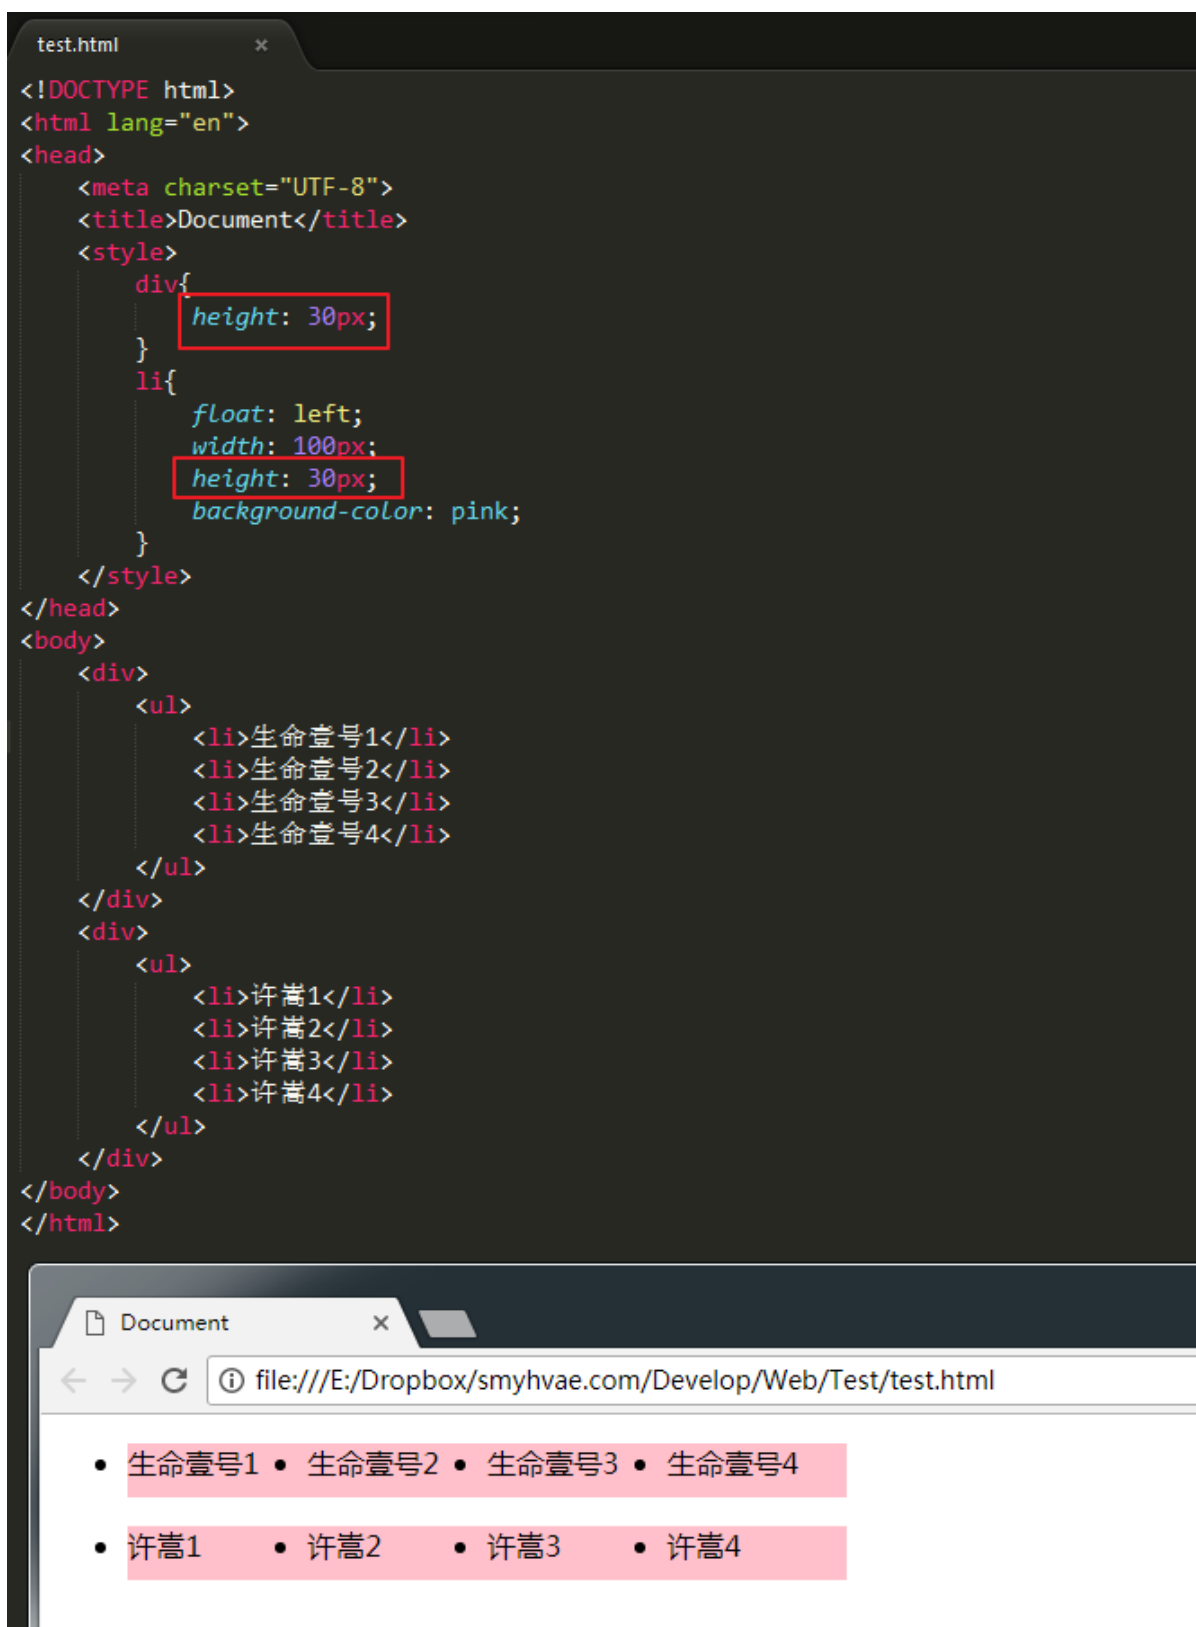 test.html
<!DOCTYPE html>
<html lang="en">
<head>
    <meta charset="UTF-8">
    <title>Document</title>
    <style>
        div{
            height: 30px;
        }
        li{
            float: left;
            width: 100px;
            height: 30px;
            background-color: pink;
        }
    </style>
</head>
<body>
    <div>
        <ul>
            <li>生命壹号1</li>
            <li>生命壹号2</li>
            <li>生命壹号3</li>
            <li>生命壹号4</li>
        </ul>
    </div>
    <div>
        <ul>
            <li>许嵩1</li>
            <li>许嵩2</li>
            <li>许嵩3</li>
            <li>许嵩4</li>
        </ul>
    </div>
</body>
</html>
Document
file:///E:/Dropbox/smyhvae.com/Develop/Web/Test/test.html
• 生命壹号1 • 生命壹号2 • 生命壹号3 • 生命壹号4
• 许嵩1 • 许嵩2 • 许嵩3 • 许嵩4